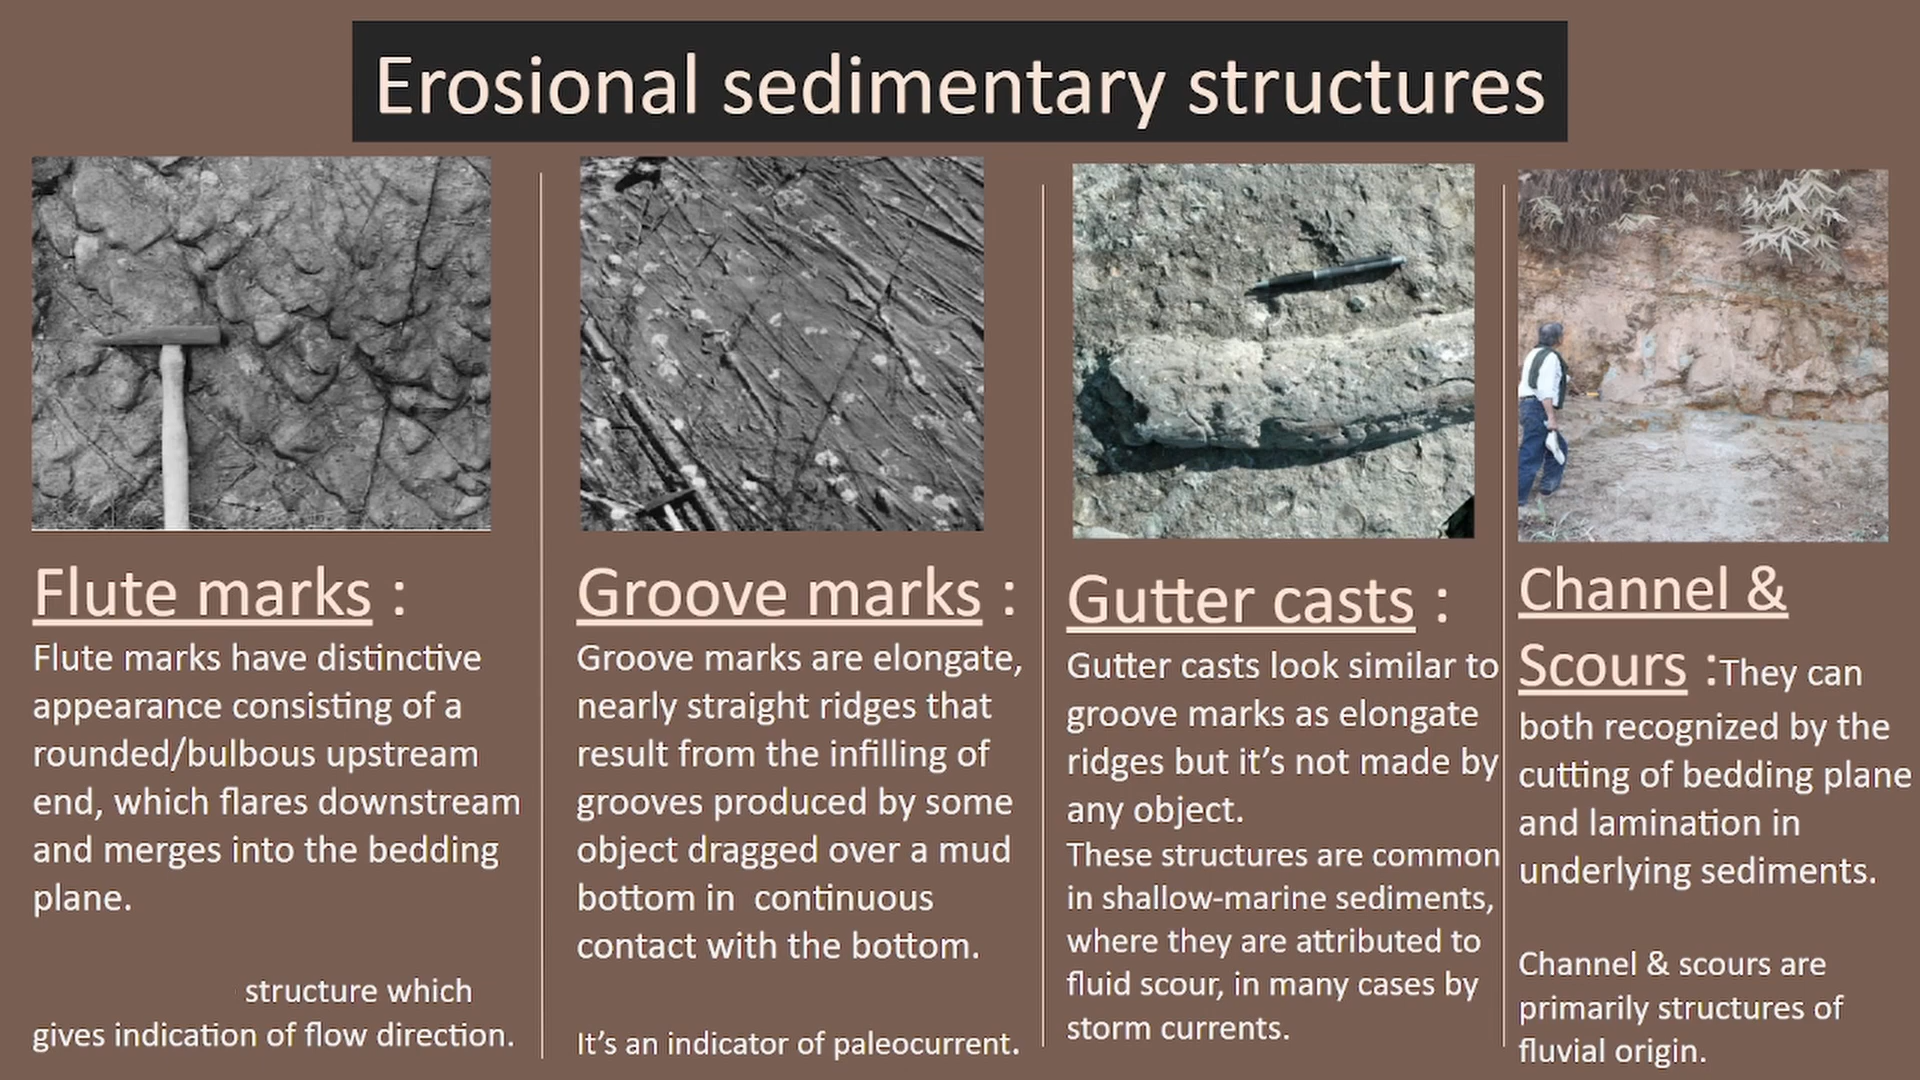 Erosional sedimentary structures
Flute marks :
Flute marks have distinctive
appearance consisting of a
rounded/bulbous upstream
end, which flares downstream
and merges into the bedding
plane.
structure which
gives indication of flow direction.
Groove marks :
Groove marks are elongate,
nearly straight ridges that
result from the infilling of
grooves produced by some
object dragged over a mud
bottom in  continuous
contact with the bottom.
It’s an indicator of paleocurrent.
Gutter casts :
Gutter casts look similar to
groove marks as elongate
ridges but it’s not made by
any object.
These structures are common
in shallow-marine sediments,
where they are attributed to
fluid scour, in many cases by
storm currents.
Channel &
Scours :They can
both recognized by the
cutting of bedding plane
and lamination in
underlying sediments.
Channel & scours are
primarily structures of
fluvial origin.